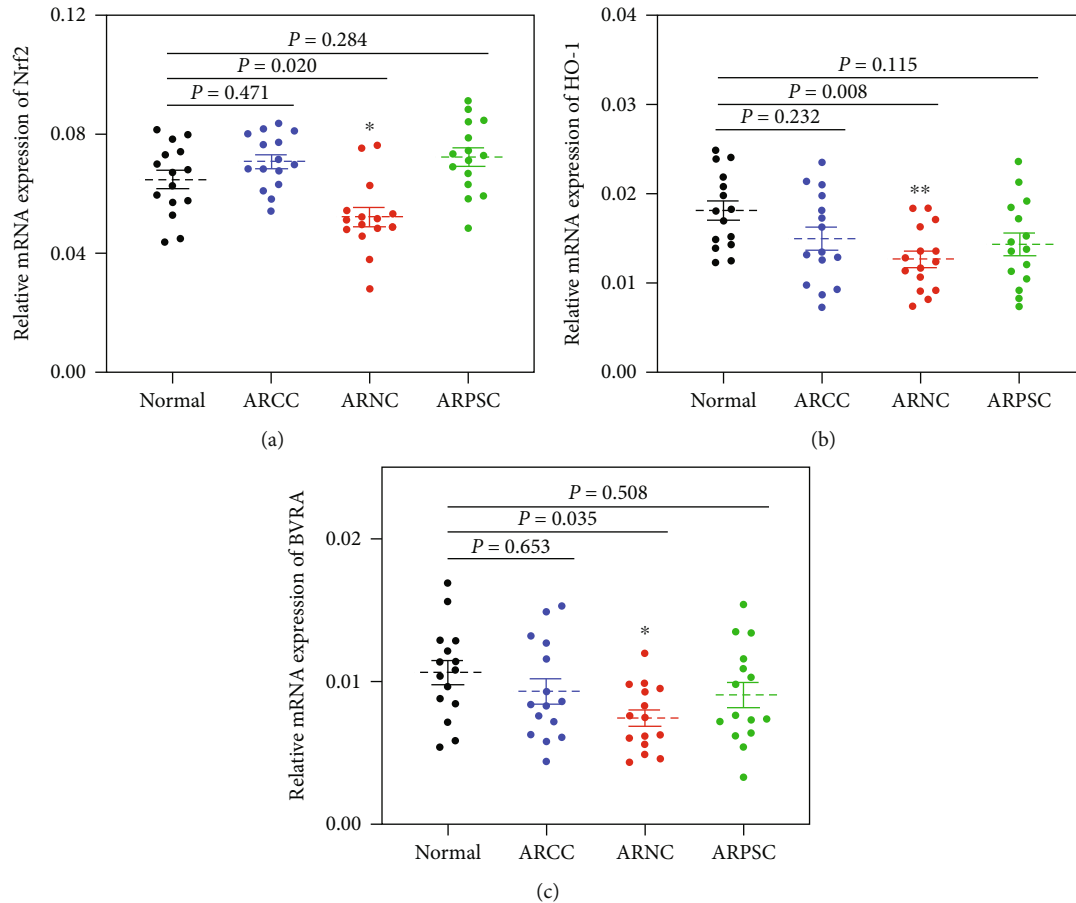 0.12
0.08
0.04
0.00
Relative mRNA expression of Nrf2
P = 0.284
P = 0.020
P = 0.471
*
Normal ARCC ARNC ARPSC
(a)
0.04
0.03
0.02
0.01
0.00
Relative mRNA expression of HO-1
P = 0.115
P = 0.008
P = 0.232
**
Normal ARCC ARNC ARPSC
(b)
0.02
0.01
0.00
Relative mRNA expression of BVRA
P = 0.508
P = 0.035
P = 0.653
*
Normal ARCC ARNC ARPSC
(c)